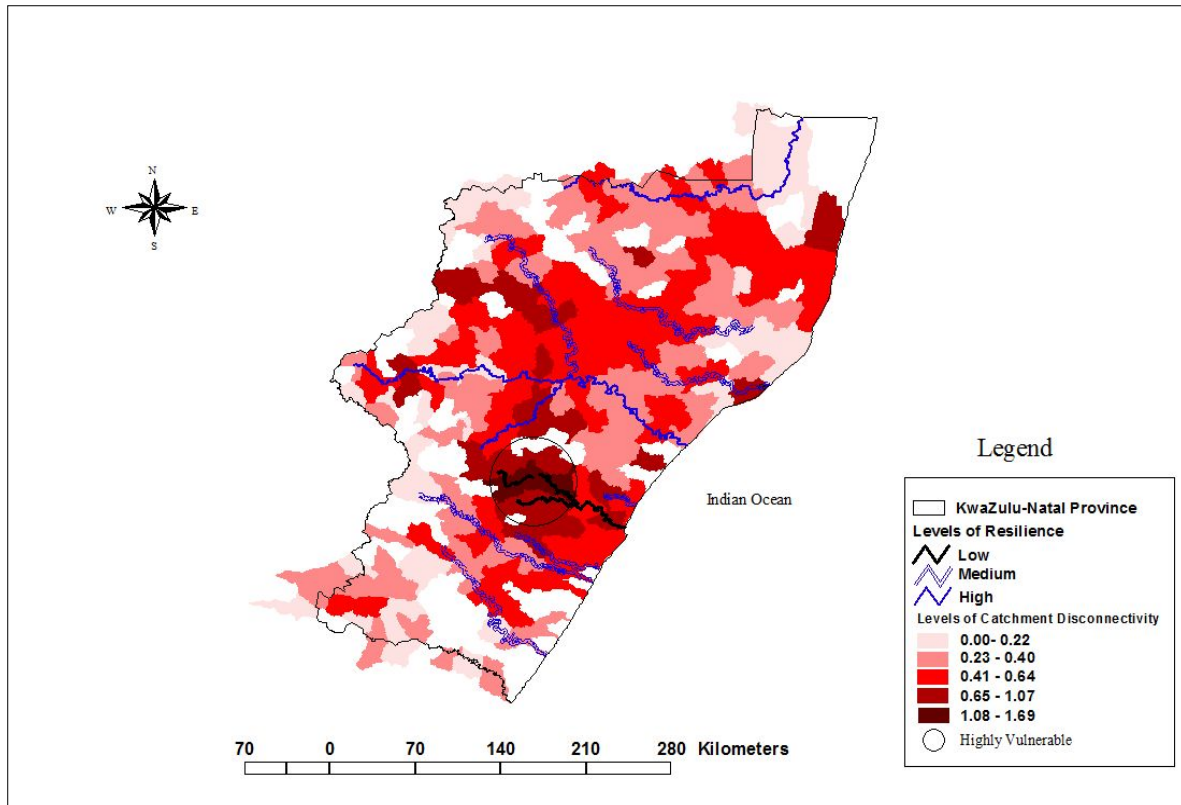 N
W E
S
Indian Ocean
Legend
KwaZulu-Natal Province
Levels of Resilience
Low
Medium
High
Levels of Catchment Disconnectivity
0.00- 0.22
0.23 - 0.40
0.41 - 0.64
0.65 - 1.07
1.08 - 1.69
Highly Vulnerable
70 0 70 140 210 280 Kilometers